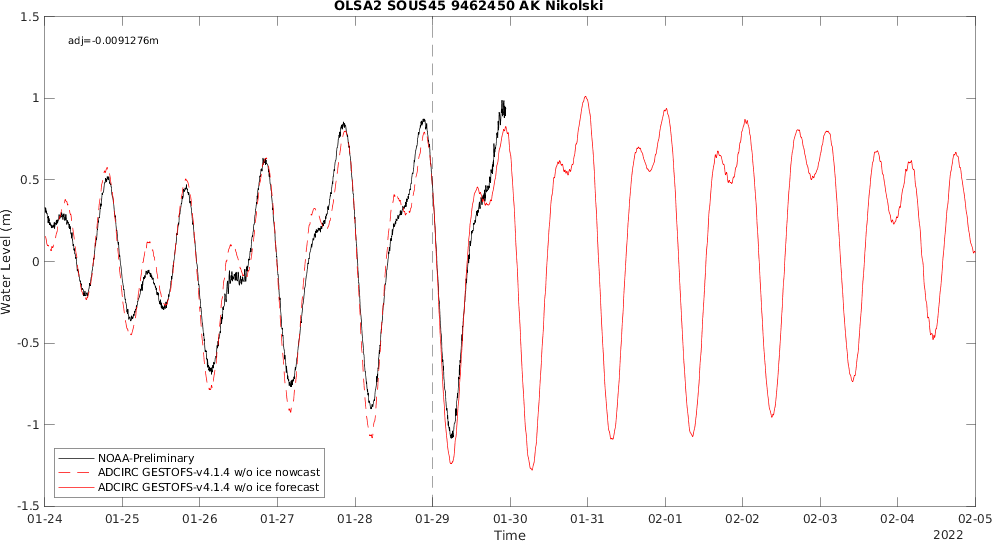 OLSA2 SOUS45 9462450 AK Nikolski
adj=-0.0091276m
1.5
1
0.5
0
-0.5
-1
-1.5
Water Level (m)
NOAA-Preliminary
ADCIRC GESTOFS-v4.1.4 w/o ice nowcast
ADCIRC GESTOFS-v4.1.4 w/o ice forecast
01-24 01-25 01-26 01-27 01-28 01-29 01-30 01-31 02-01 02-02 02-03 02-04 02-05
Time
2022